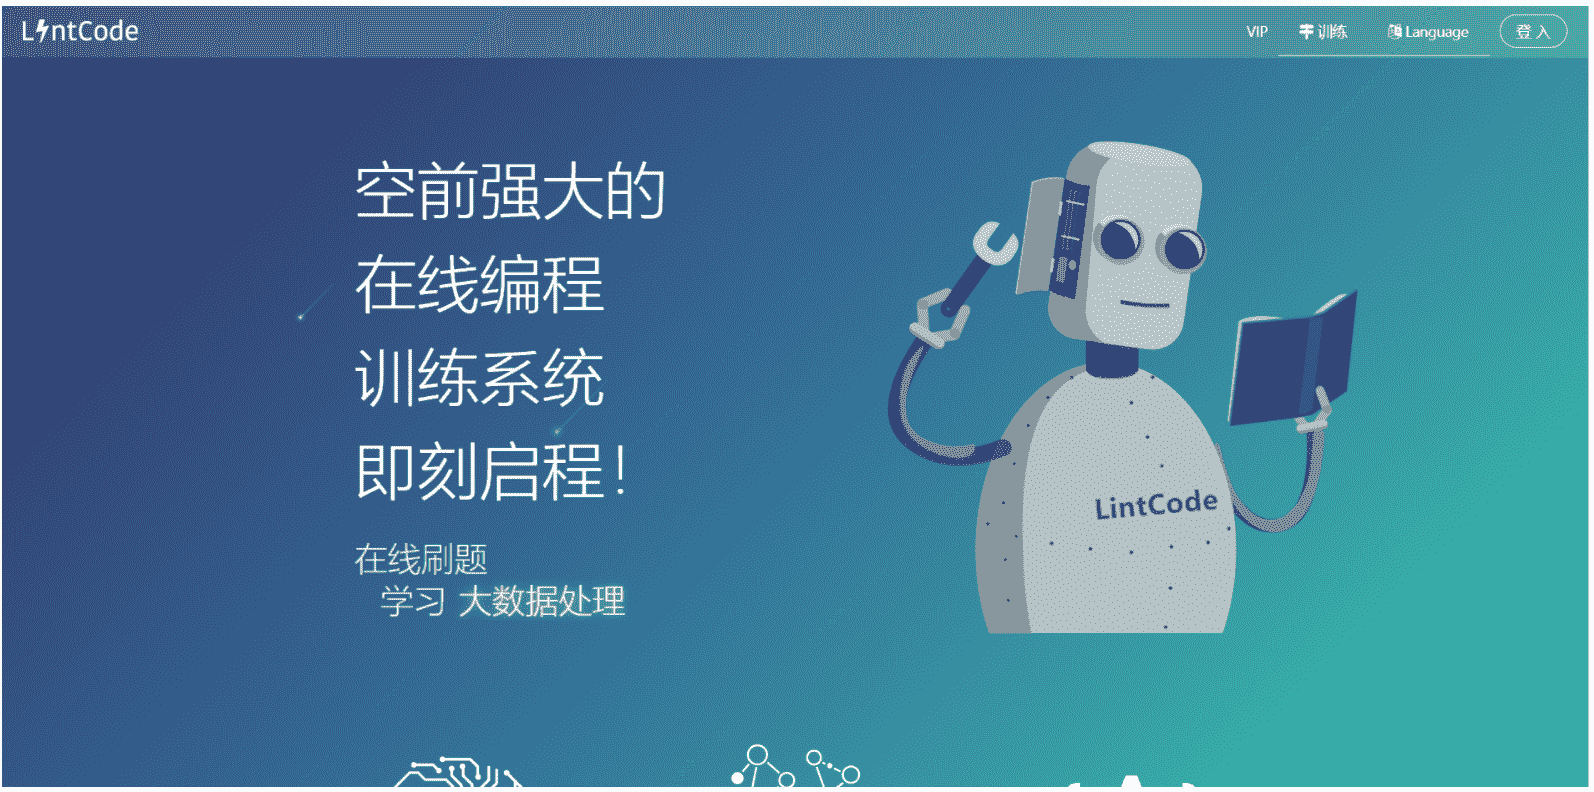 LintCode
VIP 训练 Language 登入
空前强大的
在线编程
训练系统
即刻启程！
在线刷题
学习 大数据处理
LintCode